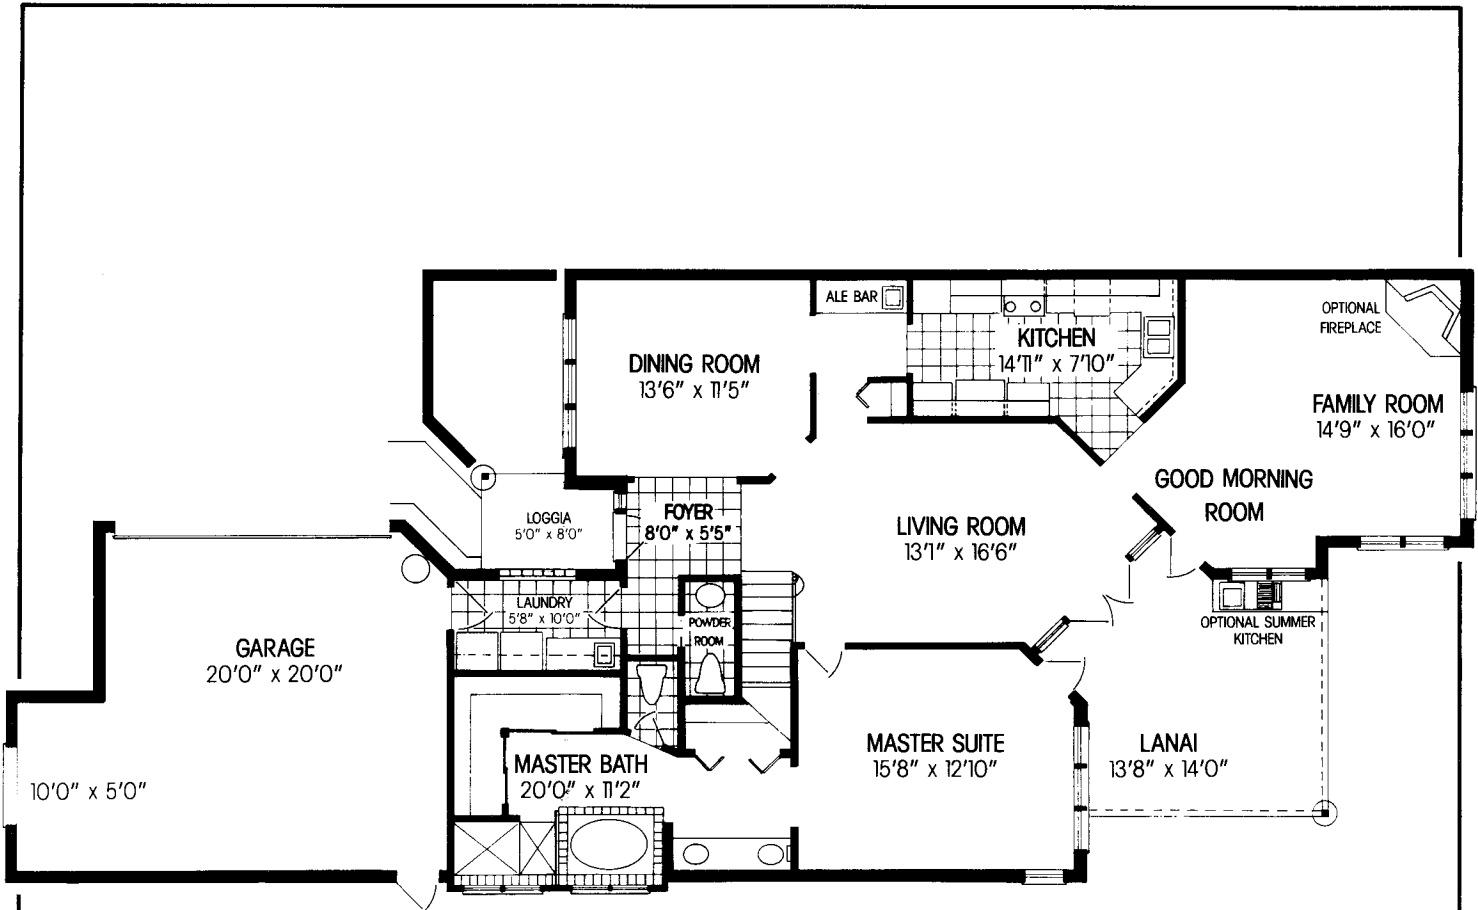 ALE BAR
OPTIONAL
FIREPLACE
KITCHEN
14'11" x 7'10"
DINING ROOM
13'6" x 11'5"
FAMILY ROOM
14'9" x 16'0"
GOOD MORNING
ROOM
LOGGIA
5'0" x 8'0"
FOYER
8'0" x 5'5"
LIVING ROOM
13'1" x 16'6"
LAUNDRY
5'8" x 10'0"
POWDER
ROOM
OPTIONAL SUMMER
KITCHEN
GARAGE
20'0" x 20'0"
MASTER SUITE
15'8" x 12'10"
LANAI
13'8" x 14'0"
MASTER BATH
20'0" x 11'2"
10'0" x 5'0"